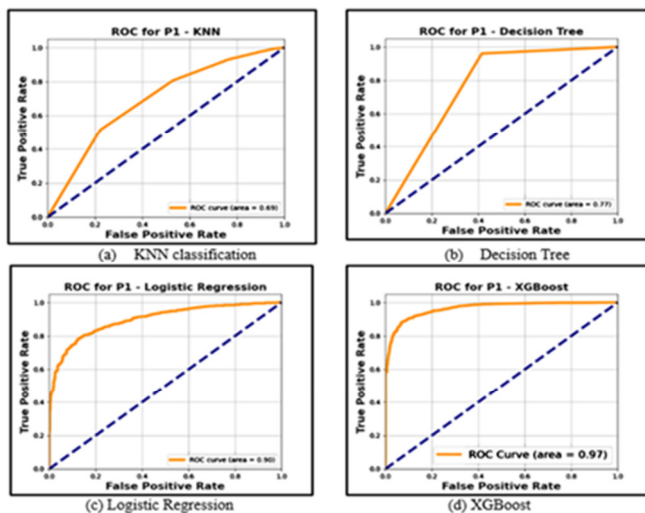 ROC for P1 - KNN
True Positive Rate
1.0
0.8
0.6
0.4
0.2
0.0
0.0 0.2 0.4 0.6 0.8 1.0
ROC curve (area = 0.69)
False Positive Rate
(a) KNN classification
ROC for P1 - Decision Tree
True Positive Rate
1.0
0.8
0.6
0.4
0.2
0.0
0.0 0.2 0.4 0.6 0.8 1.0
ROC curve (area = 0.77)
False Positive Rate
(b) Decision Tree
ROC for P1 - Logistic Regression
True Positive Rate
1.0
0.8
0.6
0.4
0.2
0.0
0.0 0.2 0.4 0.6 0.8 1.0
ROC curve (area = 0.90)
False Positive Rate
(c) Logistic Regression
ROC for P1 - XGBoost
True Positive Rate
1.0
0.8
0.6
0.4
0.2
0.0
0.0 0.2 0.4 0.6 0.8 1.0
ROC Curve (area = 0.97)
False Positive Rate
(d) XGBoost